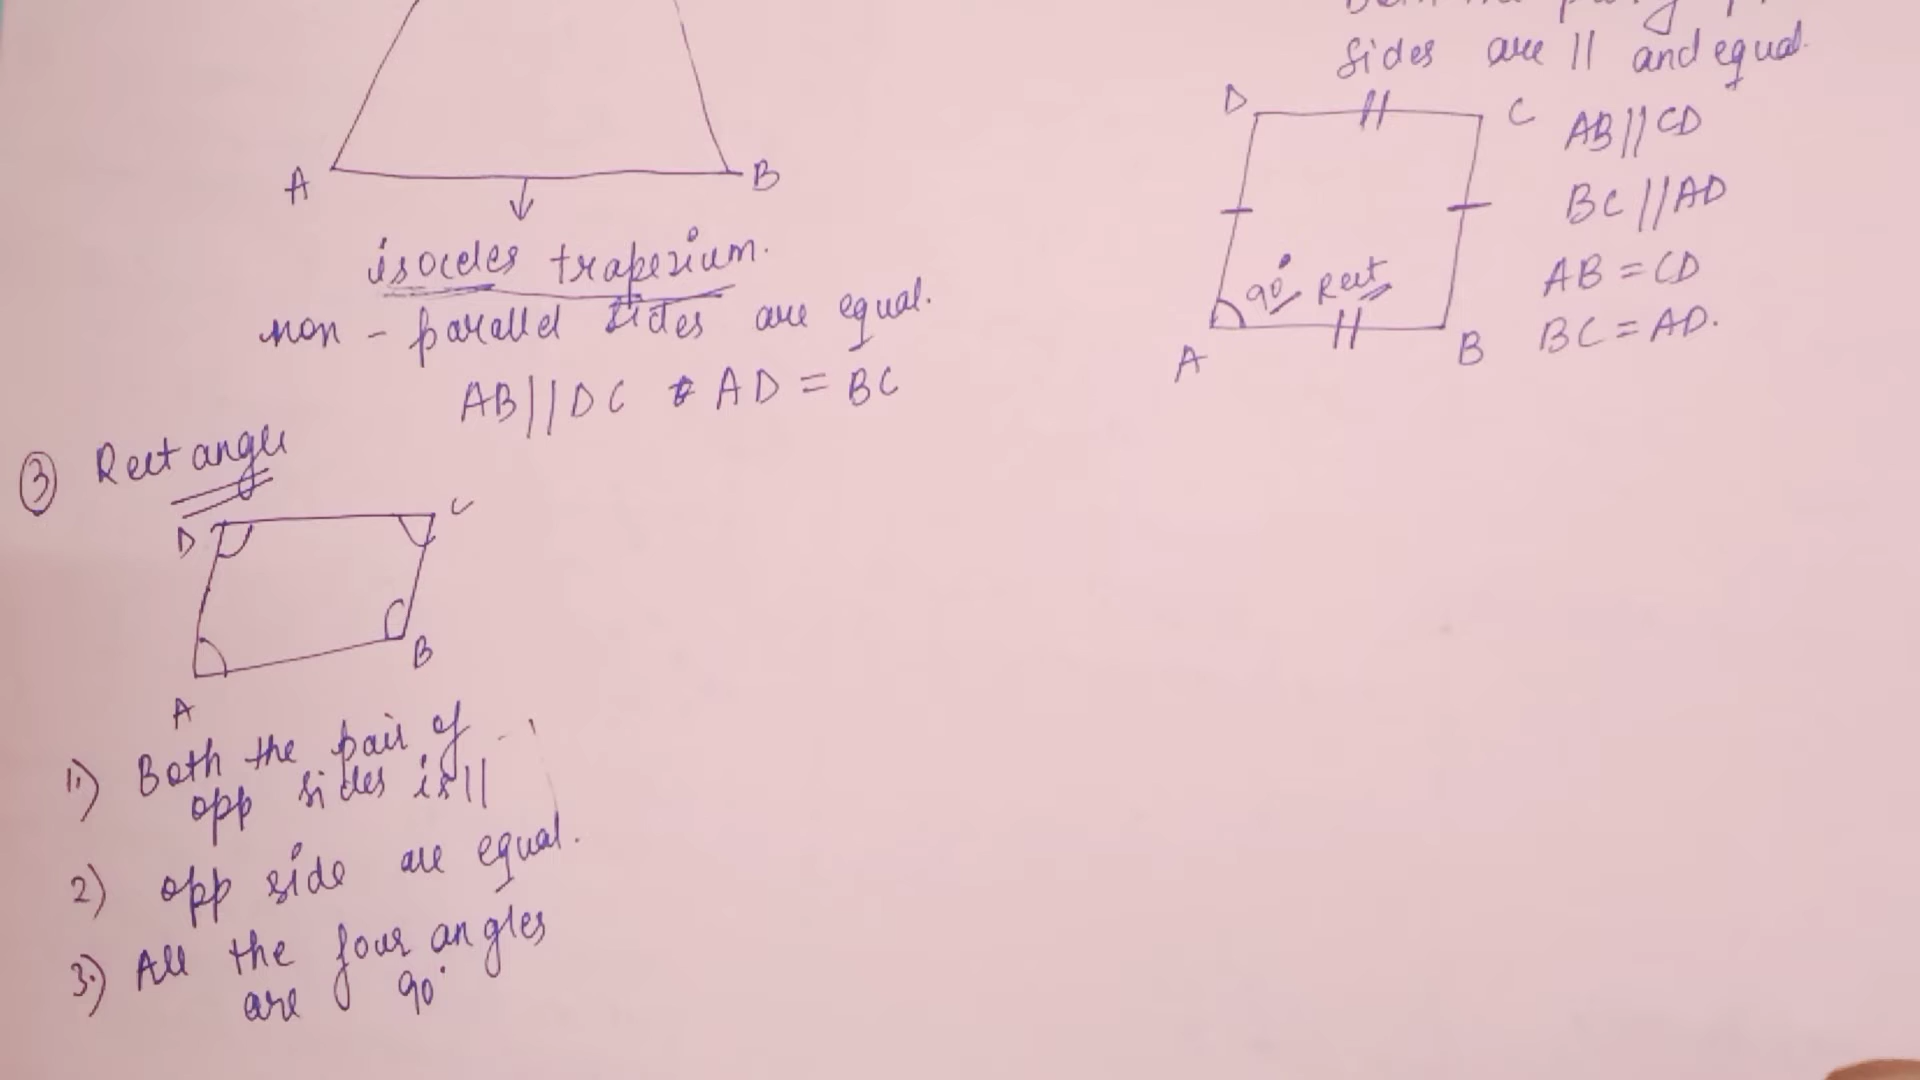 A
B
isoceles trapezium.
non - parallel sides are equal.
AB || DC & AD = BC
③ Rectangle
D
C
B
A
1.) Both the pair of
opp sides is ||
2) opp side are equal.
3.) All the four angles
are 90°
sides are || and equal.
D
C
AB || CD
BC || AD
90° Rect
AB = CD
A
B
BC = AD.